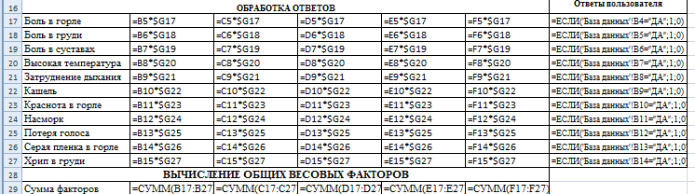 Ответы пользователя
16 ОБРАБОТКА ОТВЕТОВ
17 Боль в горле =B5*$G17 =C5*$G17 =D5*$G17 =E5*$G17 =F5*$G17 =ЕСЛИ('База данных'!B4="ДА";1;0)
18 Боль в груди =B6*$G18 =C6*$G18 =D6*$G18 =E6*$G18 =F6*$G18 =ЕСЛИ('База данных'!B5="ДА";1;0)
19 Боль в суставах =B7*$G19 =C7*$G19 =D7*$G19 =E7*$G19 =F7*$G19 =ЕСЛИ('База данных'!B6="ДА";1;0)
20 Высокая температура =B8*$G20 =C8*$G20 =D8*$G20 =E8*$G20 =F8*$G20 =ЕСЛИ('База данных'!B7="ДА";1;0)
21 Затруднение дыхания =B9*$G21 =C9*$G21 =D9*$G21 =E9*$G21 =F9*$G21 =ЕСЛИ('База данных'!B8="ДА";1;0)
22 Кашель =B10*$G22 =C10*$G22 =D10*$G22 =E10*$G22 =F10*$G22 =ЕСЛИ('База данных'!B9="ДА";1;0)
23 Краснота в горле =B11*$G23 =C11*$G23 =D11*$G23 =E11*$G23 =F11*$G23 =ЕСЛИ('База данных'!B10="ДА";1;0
24 Насморк =B12*$G24 =C12*$G24 =D12*$G24 =E12*$G24 =F12*$G24 =ЕСЛИ('База данных'!B11="ДА";1;0
25 Потеря голоса =B13*$G25 =C13*$G25 =D13*$G25 =E13*$G25 =F13*$G25 =ЕСЛИ('База данных'!B12="ДА";1;0
26 Серая пленка в горле =B14*$G26 =C14*$G26 =D14*$G26 =E14*$G26 =F14*$G26 =ЕСЛИ('База данных'!B13="ДА";1;0
27 Хрип в груди =B15*$G27 =C15*$G27 =D15*$G27 =E15*$G27 =F15*$G27 =ЕСЛИ('База данных'!B14="ДА";1;0
28 ВЫЧИСЛЕНИЕ ОБЩИХ ВЕСОВЫХ ФАКТОРОВ
29 Сумма факторов =СУММ(B17:B27 =СУММ(C17:C27 =СУММ(D17:D27 =СУММ(E17:E27 =СУММ(F17:F27)